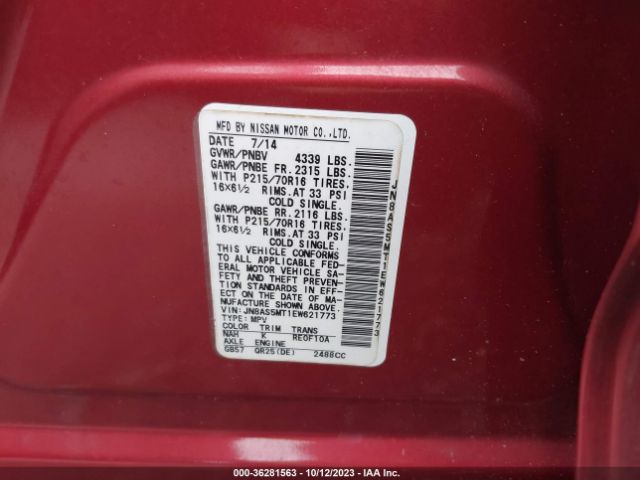 MFD BY NISSAN MOTOR CO.,LTD.
DATE 7/14
GVWR/PNBV 4339 LBS.
GAWR/PNBE FR. 2315 LBS.
WITH P215/70R16 TIRES.
16×6½ RIMS.AT 33 PSI
COLD SINGLE.
GAWR/PNBE RR. 2116 LBS.
WITH P215/70R16 TIRES.
16×6½ RIMS.AT 33 PSI
COLD SINGLE.
THIS VEHICLE CONFORMS
TO ALL APPLICABLE FED-
ERAL MOTOR VEHICLE SA-
FETY AND THEFT PREVEN-
TION STANDARDS IN EFF-
ECT ON THE DATE OF MA-
NUFACTURE SHOWN ABOVE.
VIN:JN8AS5MT1EW621773
TYPE:MPV
COLOR TRIM TRANS
NAH K RE0F10A
AXLE ENGINE
GB57 QR25(DE) 2488CC
JN8AS5MT1EW621773
000-36281563 - 10/12/2023 - IAA Inc.